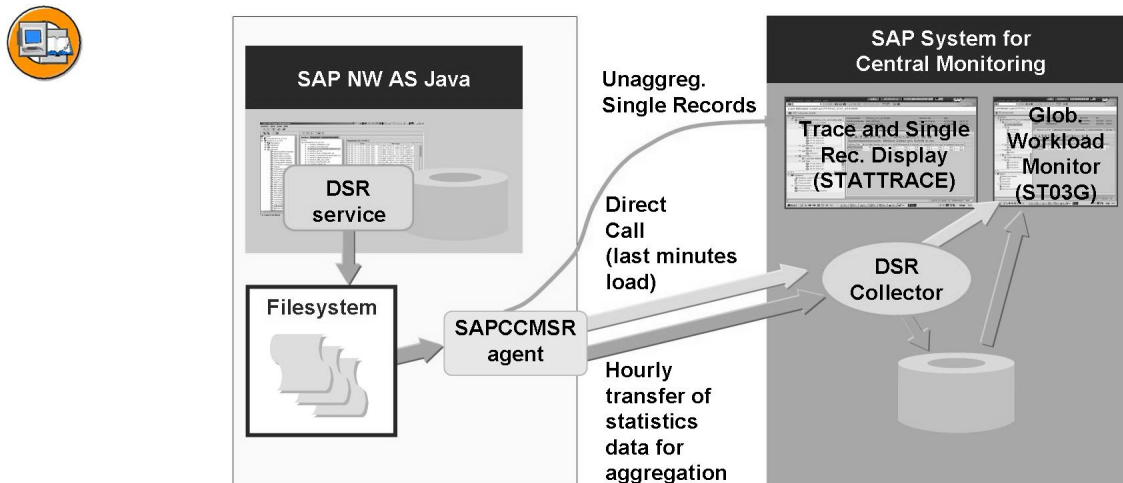 SAP NW AS Java
DSR
service
Filesystem
SAPCCMSR
agent
Unaggreg.
Single Records
Direct
Call
(last minutes
load)
Hourly
transfer of
statistics
data for
aggregation
SAP System for
Central Monitoring
Trace and Single
Rec. Display
(STATTRACE)
Glob.
Workload
Monitor
(ST03G)
DSR
Collector